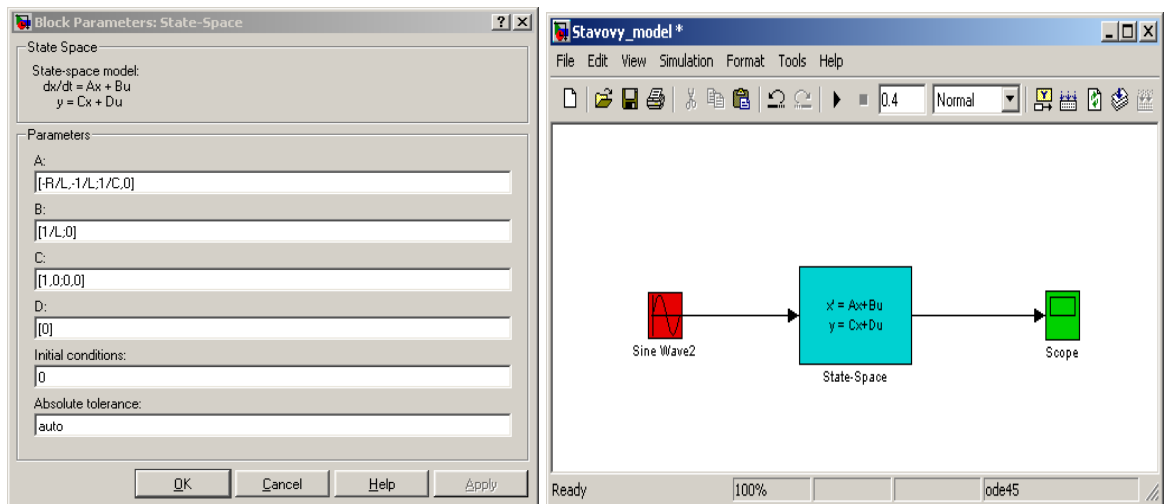 Block Parameters: State-Space
State Space
State-space model:
dx/dt = Ax + Bu
y = Cx + Du
Parameters
A:
[-R/L,-1/L;1/C,0]
B:
[1/L;0]
C:
[1,0;0,0]
D:
[0]
Initial conditions:
0
Absolute tolerance:
auto
OK Cancel Help Apply
Stavovy_model *
File Edit View Simulation Format Tools Help
0.4 Normal
x' = Ax+Bu
y = Cx+Du
Sine Wave2
State-Space
Scope
Ready 100% ode45